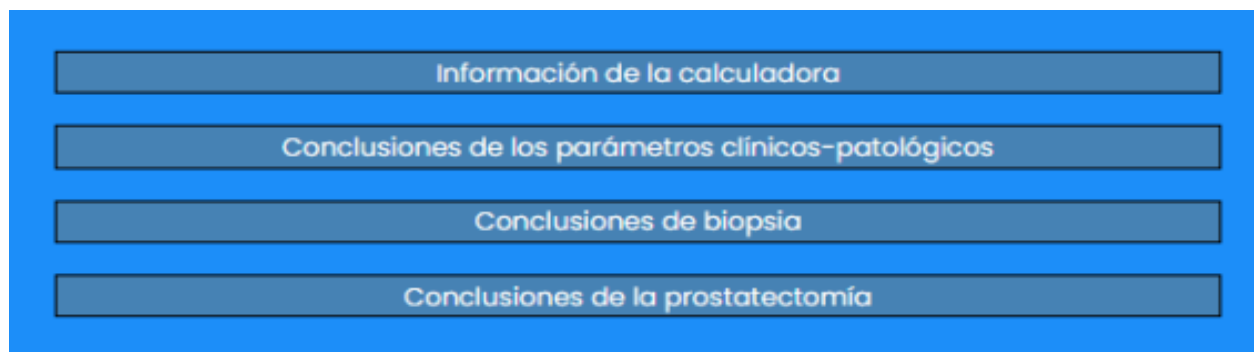 Información de la calculadora
Conclusiones de los parámetros clínicos-patológicos
Conclusiones de biopsia
Conclusiones de la prostatectomía